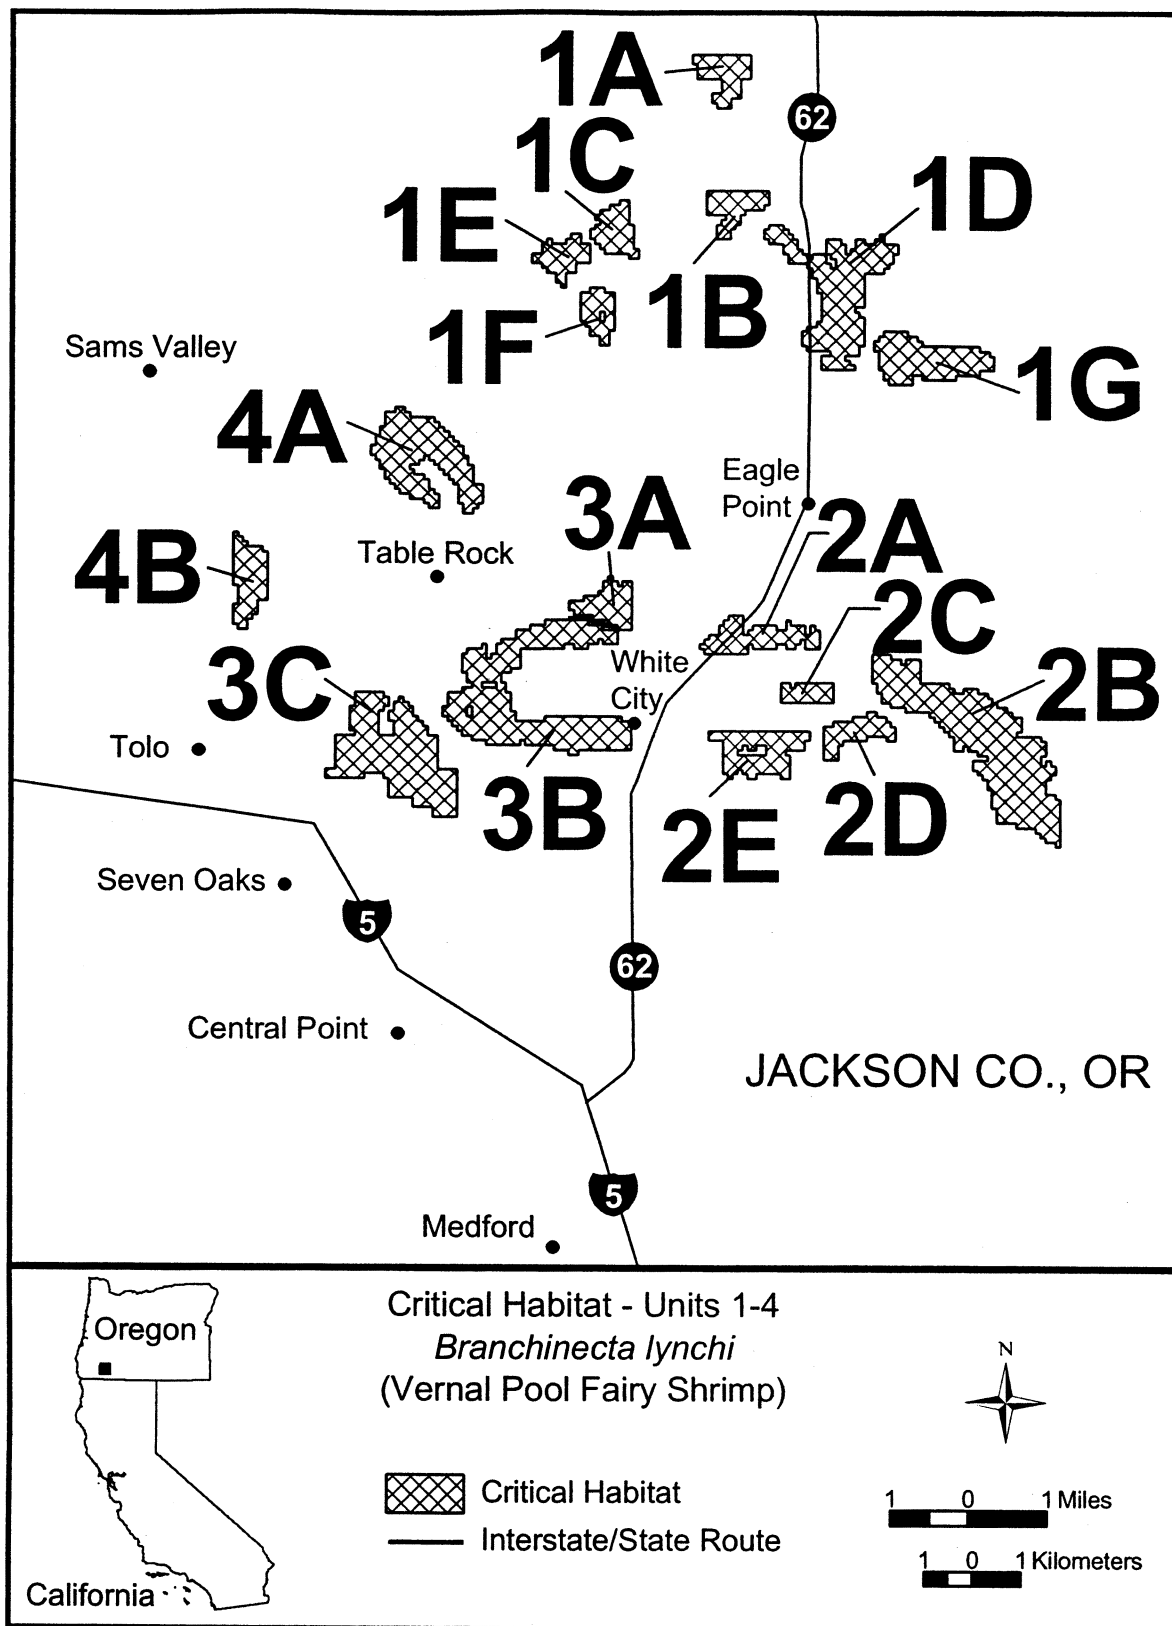 1A
62
1C
1D
1E
1B
1F
Sams Valley
1G
4A
Eagle
Point
3A
2A
4B
Table Rock
2C
White
City
3C
2B
Tolo
3B
2D
2E
Seven Oaks
5
62
Central Point
JACKSON CO., OR
5
Medford
Oregon
California
Critical Habitat - Units 1-4
Branchinecta lynchi
(Vernal Pool Fairy Shrimp)
Critical Habitat
Interstate/State Route
N
1 0 1 Miles
1 0 1 Kilometers